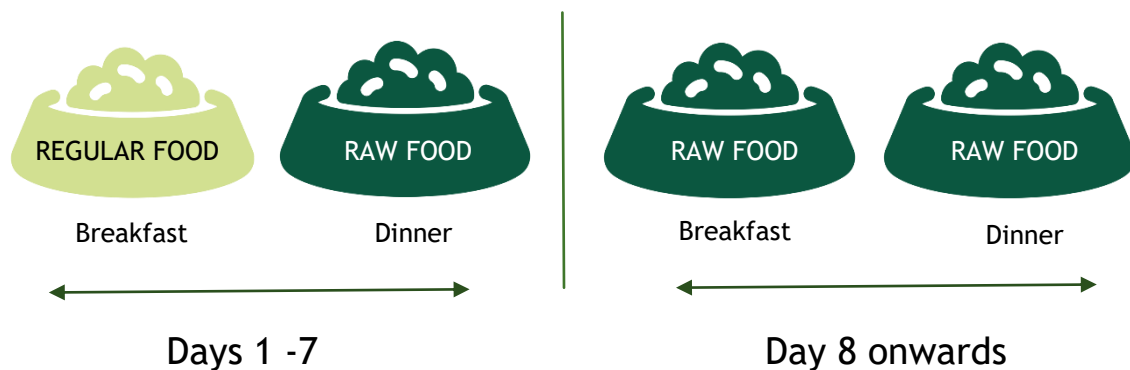 REGULAR FOOD
RAW FOOD
Breakfast
Dinner
Days 1 -7
RAW FOOD
RAW FOOD
Breakfast
Dinner
Day 8 onwards